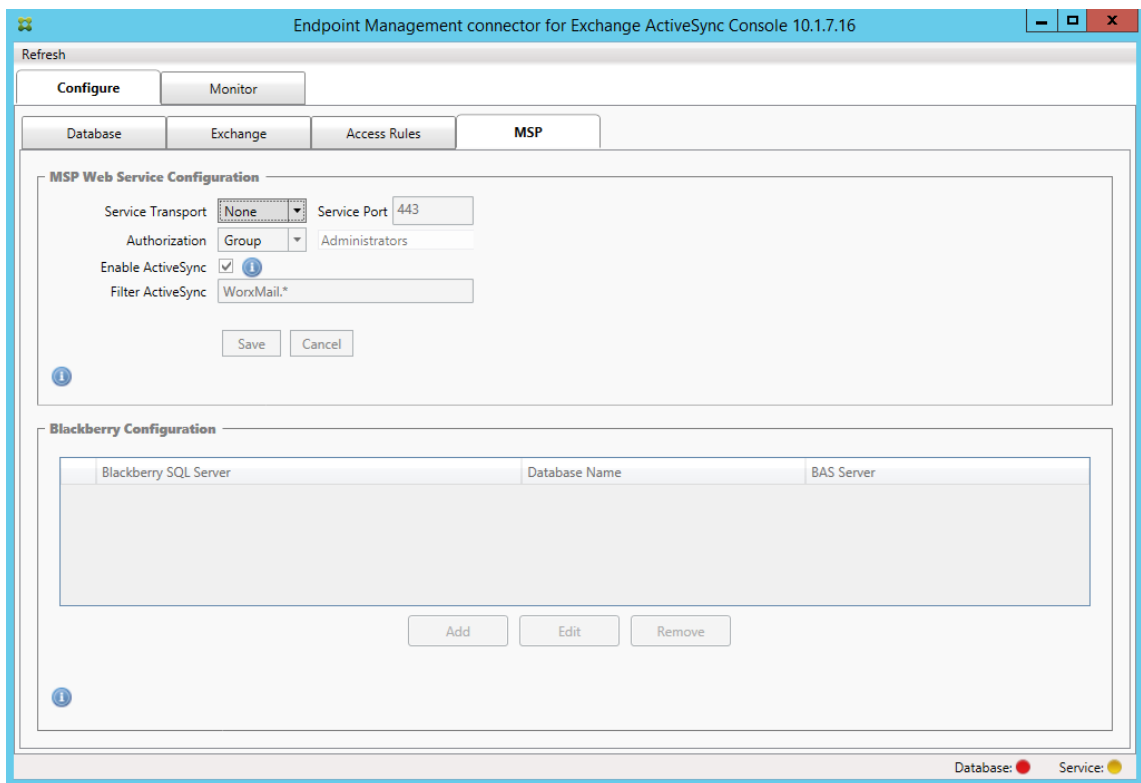 Endpoint Management connector for Exchange ActiveSync Console 10.1.7.16
Refresh
Configure Monitor
Database Exchange Access Rules MSP
MSP Web Service Configuration
Service Transport None Service Port 443
Authorization Group Administrators
Enable ActiveSync
Filter ActiveSync WorxMail.*
Save Cancel
Blackberry Configuration
Blackberry SQL Server Database Name BAS Server
Add Edit Remove
Database: Service: